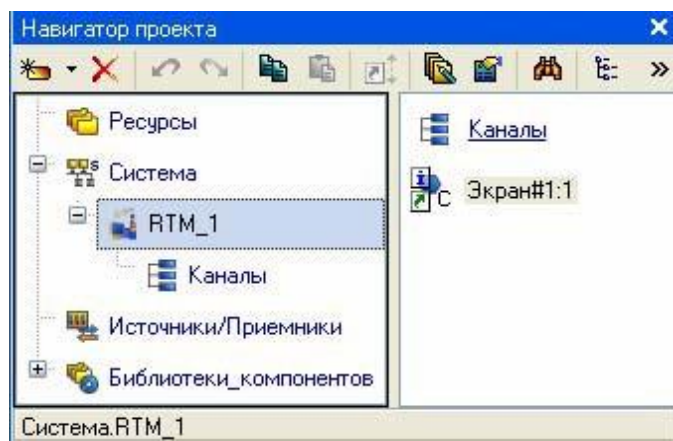 Навигатор проекта
Ресурсы
Система
RTM_1
Каналы
Источники/Приемники
Библиотеки_компонентов
Каналы
Экран#1:1
Система.RTM_1